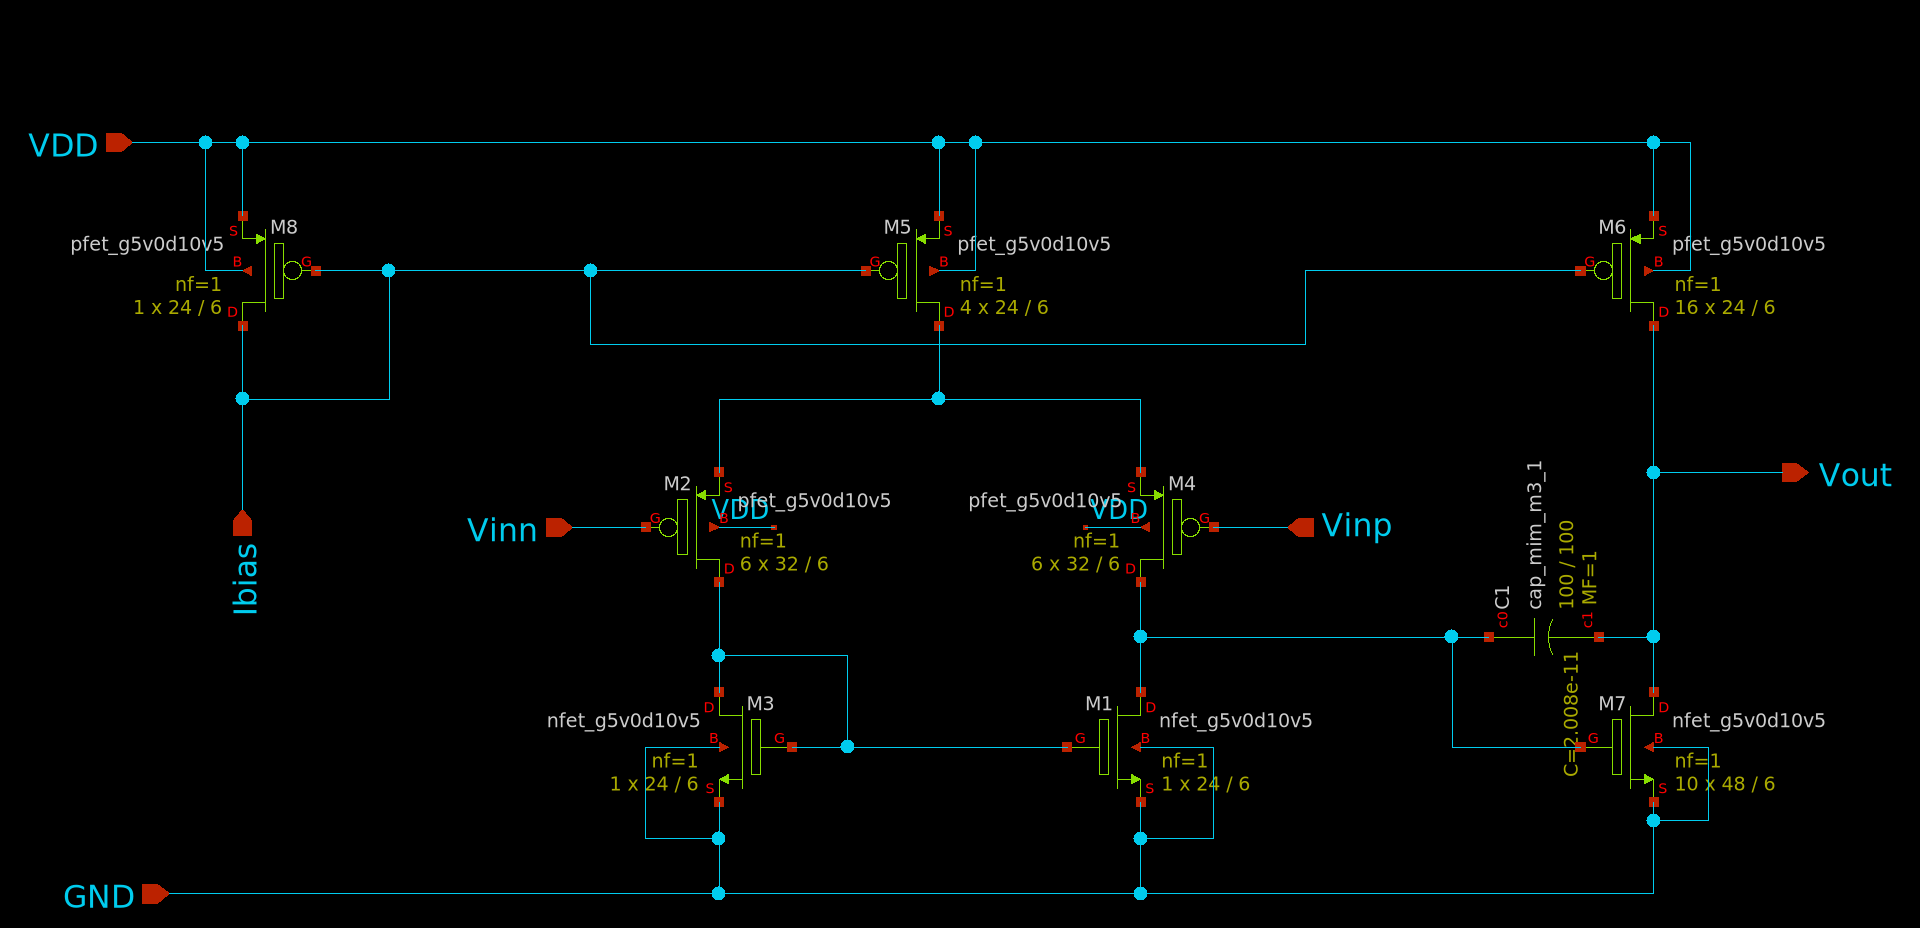 VDD
M8
S
pfet_g5v0d10v5
B
G
nf=1
1 x 24 / 6
D
M5
S
pfet_g5v0d10v5
G
B
nf=1
4 x 24 / 6
D
M6
S
pfet_g5v0d10v5
G
B
nf=1
16 x 24 / 6
D
Ibias
Vinn
M2
S
pfet_g5v0d10v5
VDD
G
B
nf=1
6 x 32 / 6
D
M4
S
pfet_g5v0d10v5
VDD
B
G
nf=1
6 x 32 / 6
D
Vinp
Vout
C1
c0
cap_mim_m3_1
100 / 100
MF=1
c1
C=2.008e-11
M3
D
nfet_g5v0d10v5
B
G
nf=1
1 x 24 / 6
S
M1
D
nfet_g5v0d10v5
G
B
nf=1
1 x 24 / 6
S
M7
D
nfet_g5v0d10v5
G
B
nf=1
10 x 48 / 6
S
GND